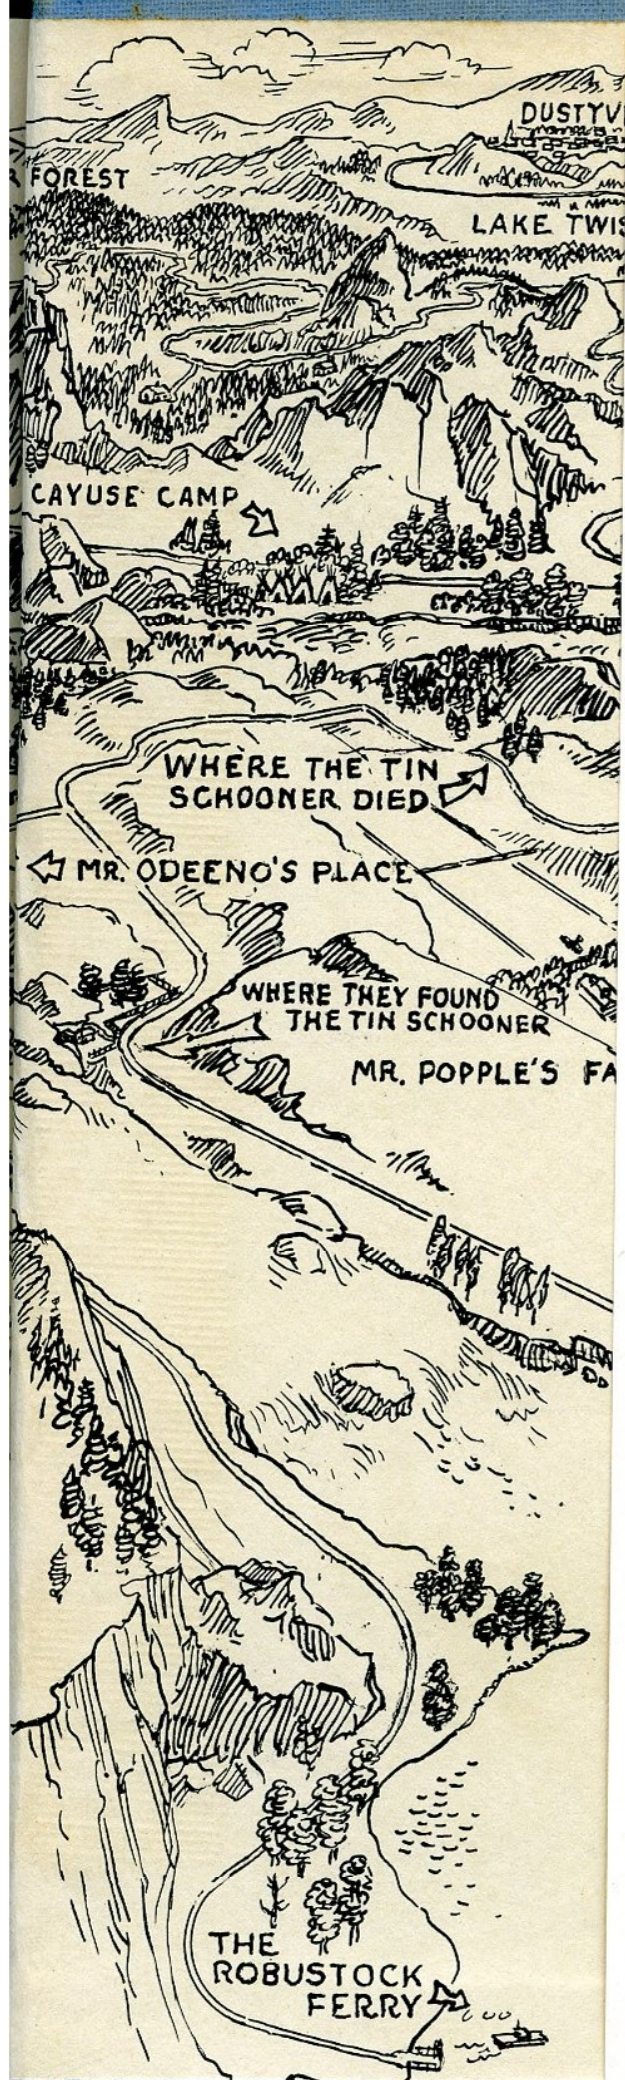 DUSTYV
R FOREST
LAKE TWIS
CAYUSE CAMP
WHERE THE TIN
SCHOONER DIED
MR. ODEENO'S PLACE
WHERE THEY FOUND
THE TIN SCHOONER
MR. POPPLE'S FA
THE
ROBUSTOCK
FERRY